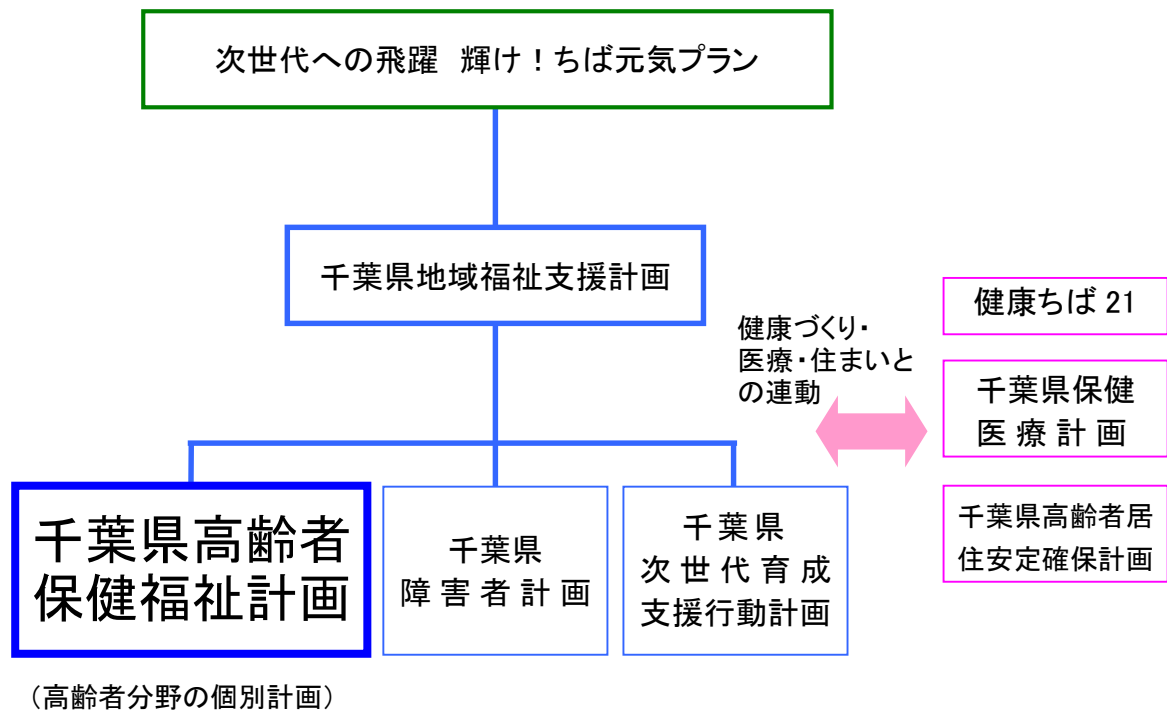 次世代への飛躍 輝け！ちば元気プラン
千葉県地域福祉支援計画
健康づくり・
医療・住まいと
の連動
健康ちば 21
千葉県保健
医療計画
千葉県高齢者居
住安定確保計画
千葉県高齢者
保健福祉計画
千葉県
障害者計画
千葉県
次世代育成
支援行動計画
（高齢者分野の個別計画）